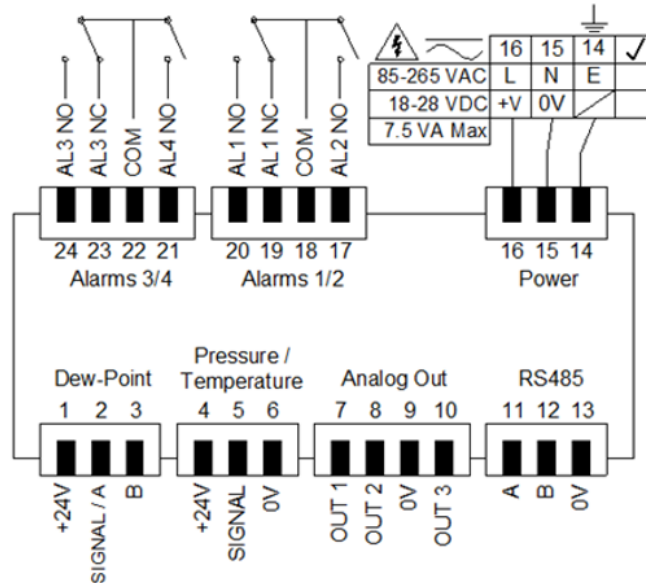 16 15 14 ✓
85-265 VAC L N E
18-28 VDC +V 0V
7.5 VA Max
AL3 NO
AL3 NC
COM
AL4 NO
AL1 NO
AL1 NC
COM
AL2 NO
24 23 22 21
Alarms 3/4
20 19 18 17
Alarms 1/2
16 15 14
Power
Dew-Point
1 2 3
Pressure /
Temperature
4 5 6
Analog Out
7 8 9 10
RS485
11 12 13
+24V
SIGNAL / A
B
+24V
SIGNAL
0V
OUT 1
OUT 2
0V
OUT 3
A
B
0V